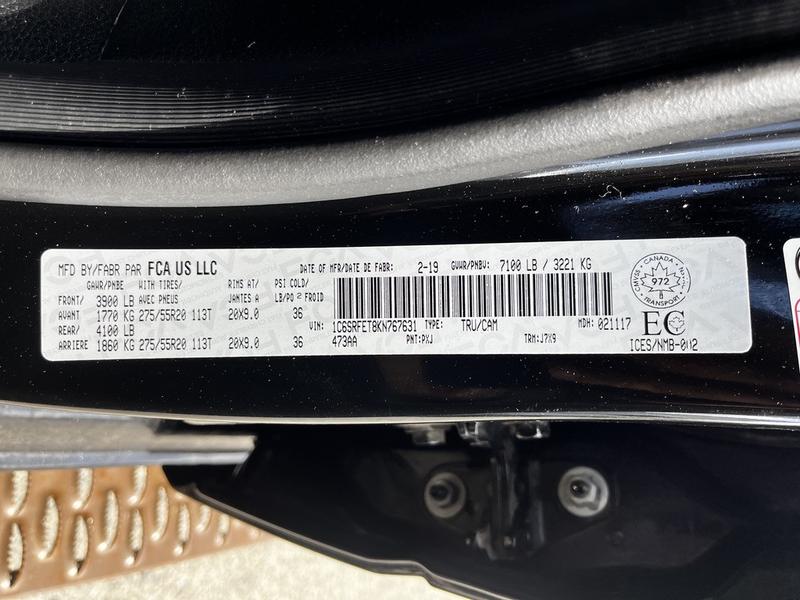 MFD BY/FABR PAR FCA US LLC DATE OF MFR/DATE DE FABR: 2-19 GVWR/PNBV: 7100 LB / 3221 KG
GAWR/PNBE WITH TIRES/ RIMS AT/ PSI COLD/
FRONT/ 3900 LB AVEC PNEUS JANTES A LB/PO² FROID
AVANT 1770 KG 275/55R20 113T 20X9.0 36
REAR/ 4100 LB
ARRIERE 1860 KG 275/55R20 113T 20X9.0 36
1C6SRFET8KN767631 TYPE: TRU/CAM MDH: 021117
473AA PNT: PXJ TRM: J7X9
CANADA
CMVSS NSVAC
972
TRANSPORT
EC
ICES/NMB-002